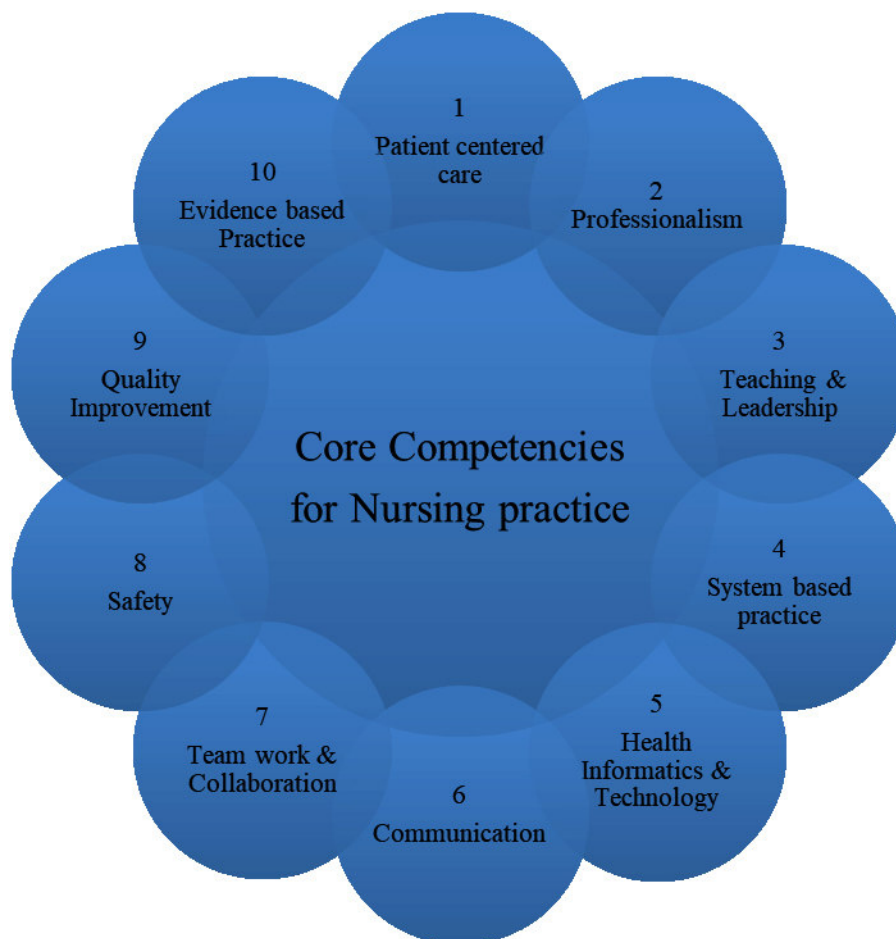 1
Patient centered
care
2
Professionalism
3
Teaching &
Leadership
4
System based
practice
5
Health
Informatics &
Technology
6
Communication
7
Team work &
Collaboration
8
Safety
9
Quality
Improvement
10
Evidence based
Practice
Core Competencies
for Nursing practice